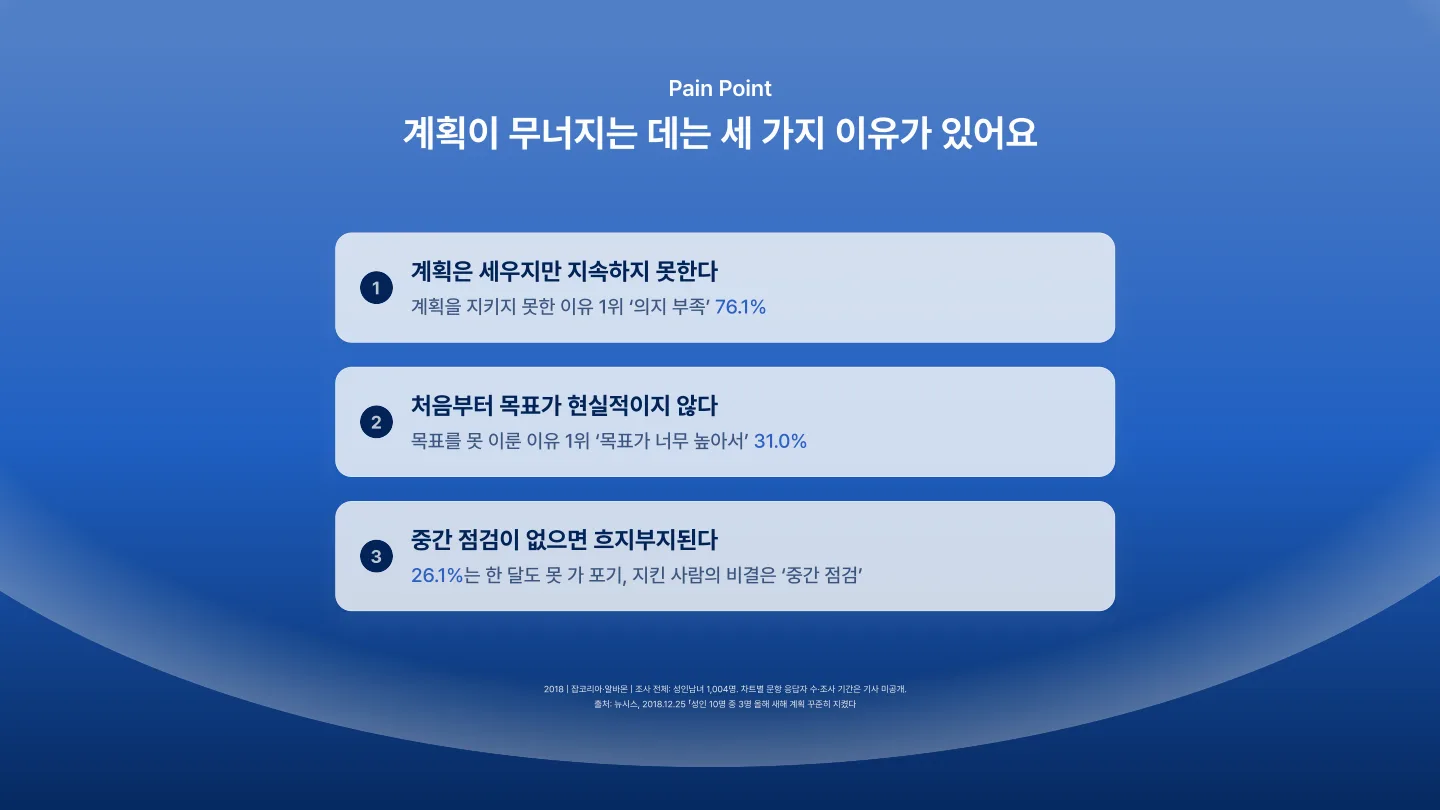 Pain Point
계획이 무너지는 데는 세 가지 이유가 있어요
1
계획은 세우지만 지속하지 못한다
계획을 지키지 못한 이유 1위 ‘의지 부족’ 76.1%
2
처음부터 목표가 현실적이지 않다
목표를 못 이룬 이유 1위 ‘목표가 너무 높아서’ 31.0%
3
중간 점검이 없으면 흐지부지된다
26.1%는 한 달도 못 가 포기, 지킨 사람의 비결은 ‘중간 점검’
2018 | 잡코리아·알바몬 | 조사 전체: 성인남녀 1,004명. 차트별 문항 응답자 수·조사 기간은 기사 미공개.
출처: 뉴시스, 2018.12.25 「성인 10명 중 3명 올해 새해 계획 꾸준히 지켰다